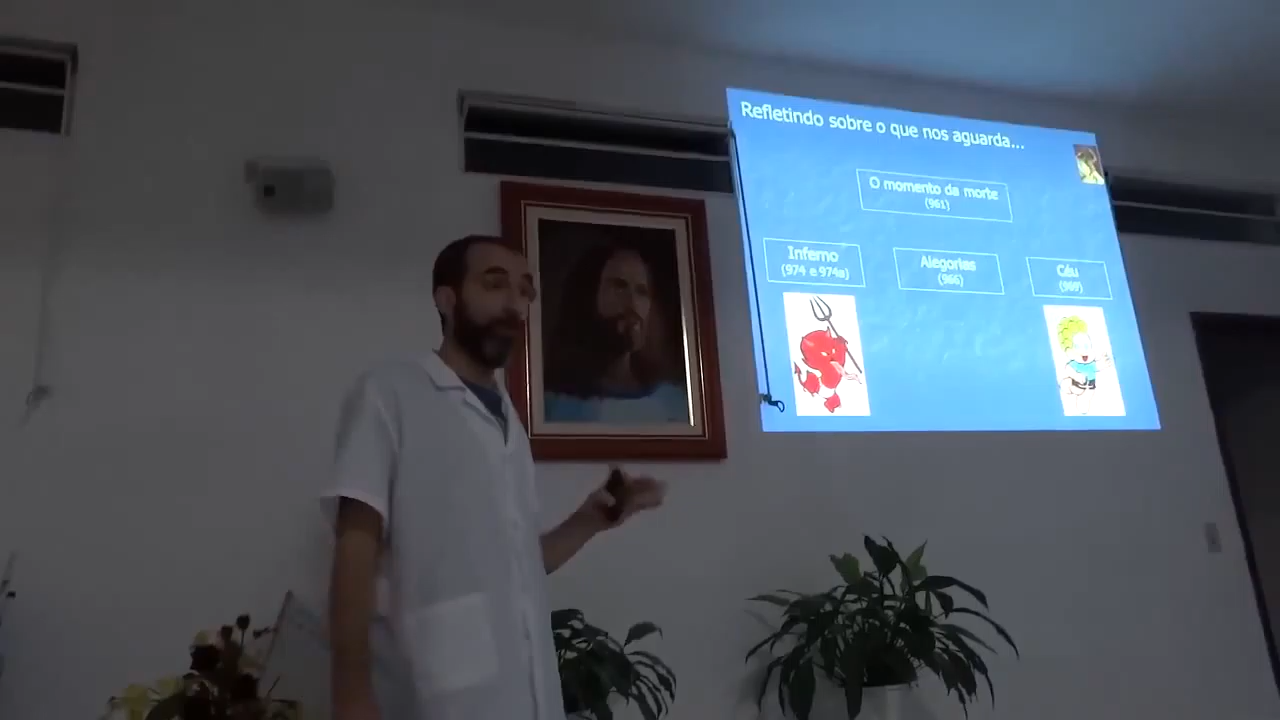 Refletindo sobre o que nos aguarda...
O momento da morte
(961)
Inferno
(974 e 974a)
Alegorias
(966)
Céu
(969)